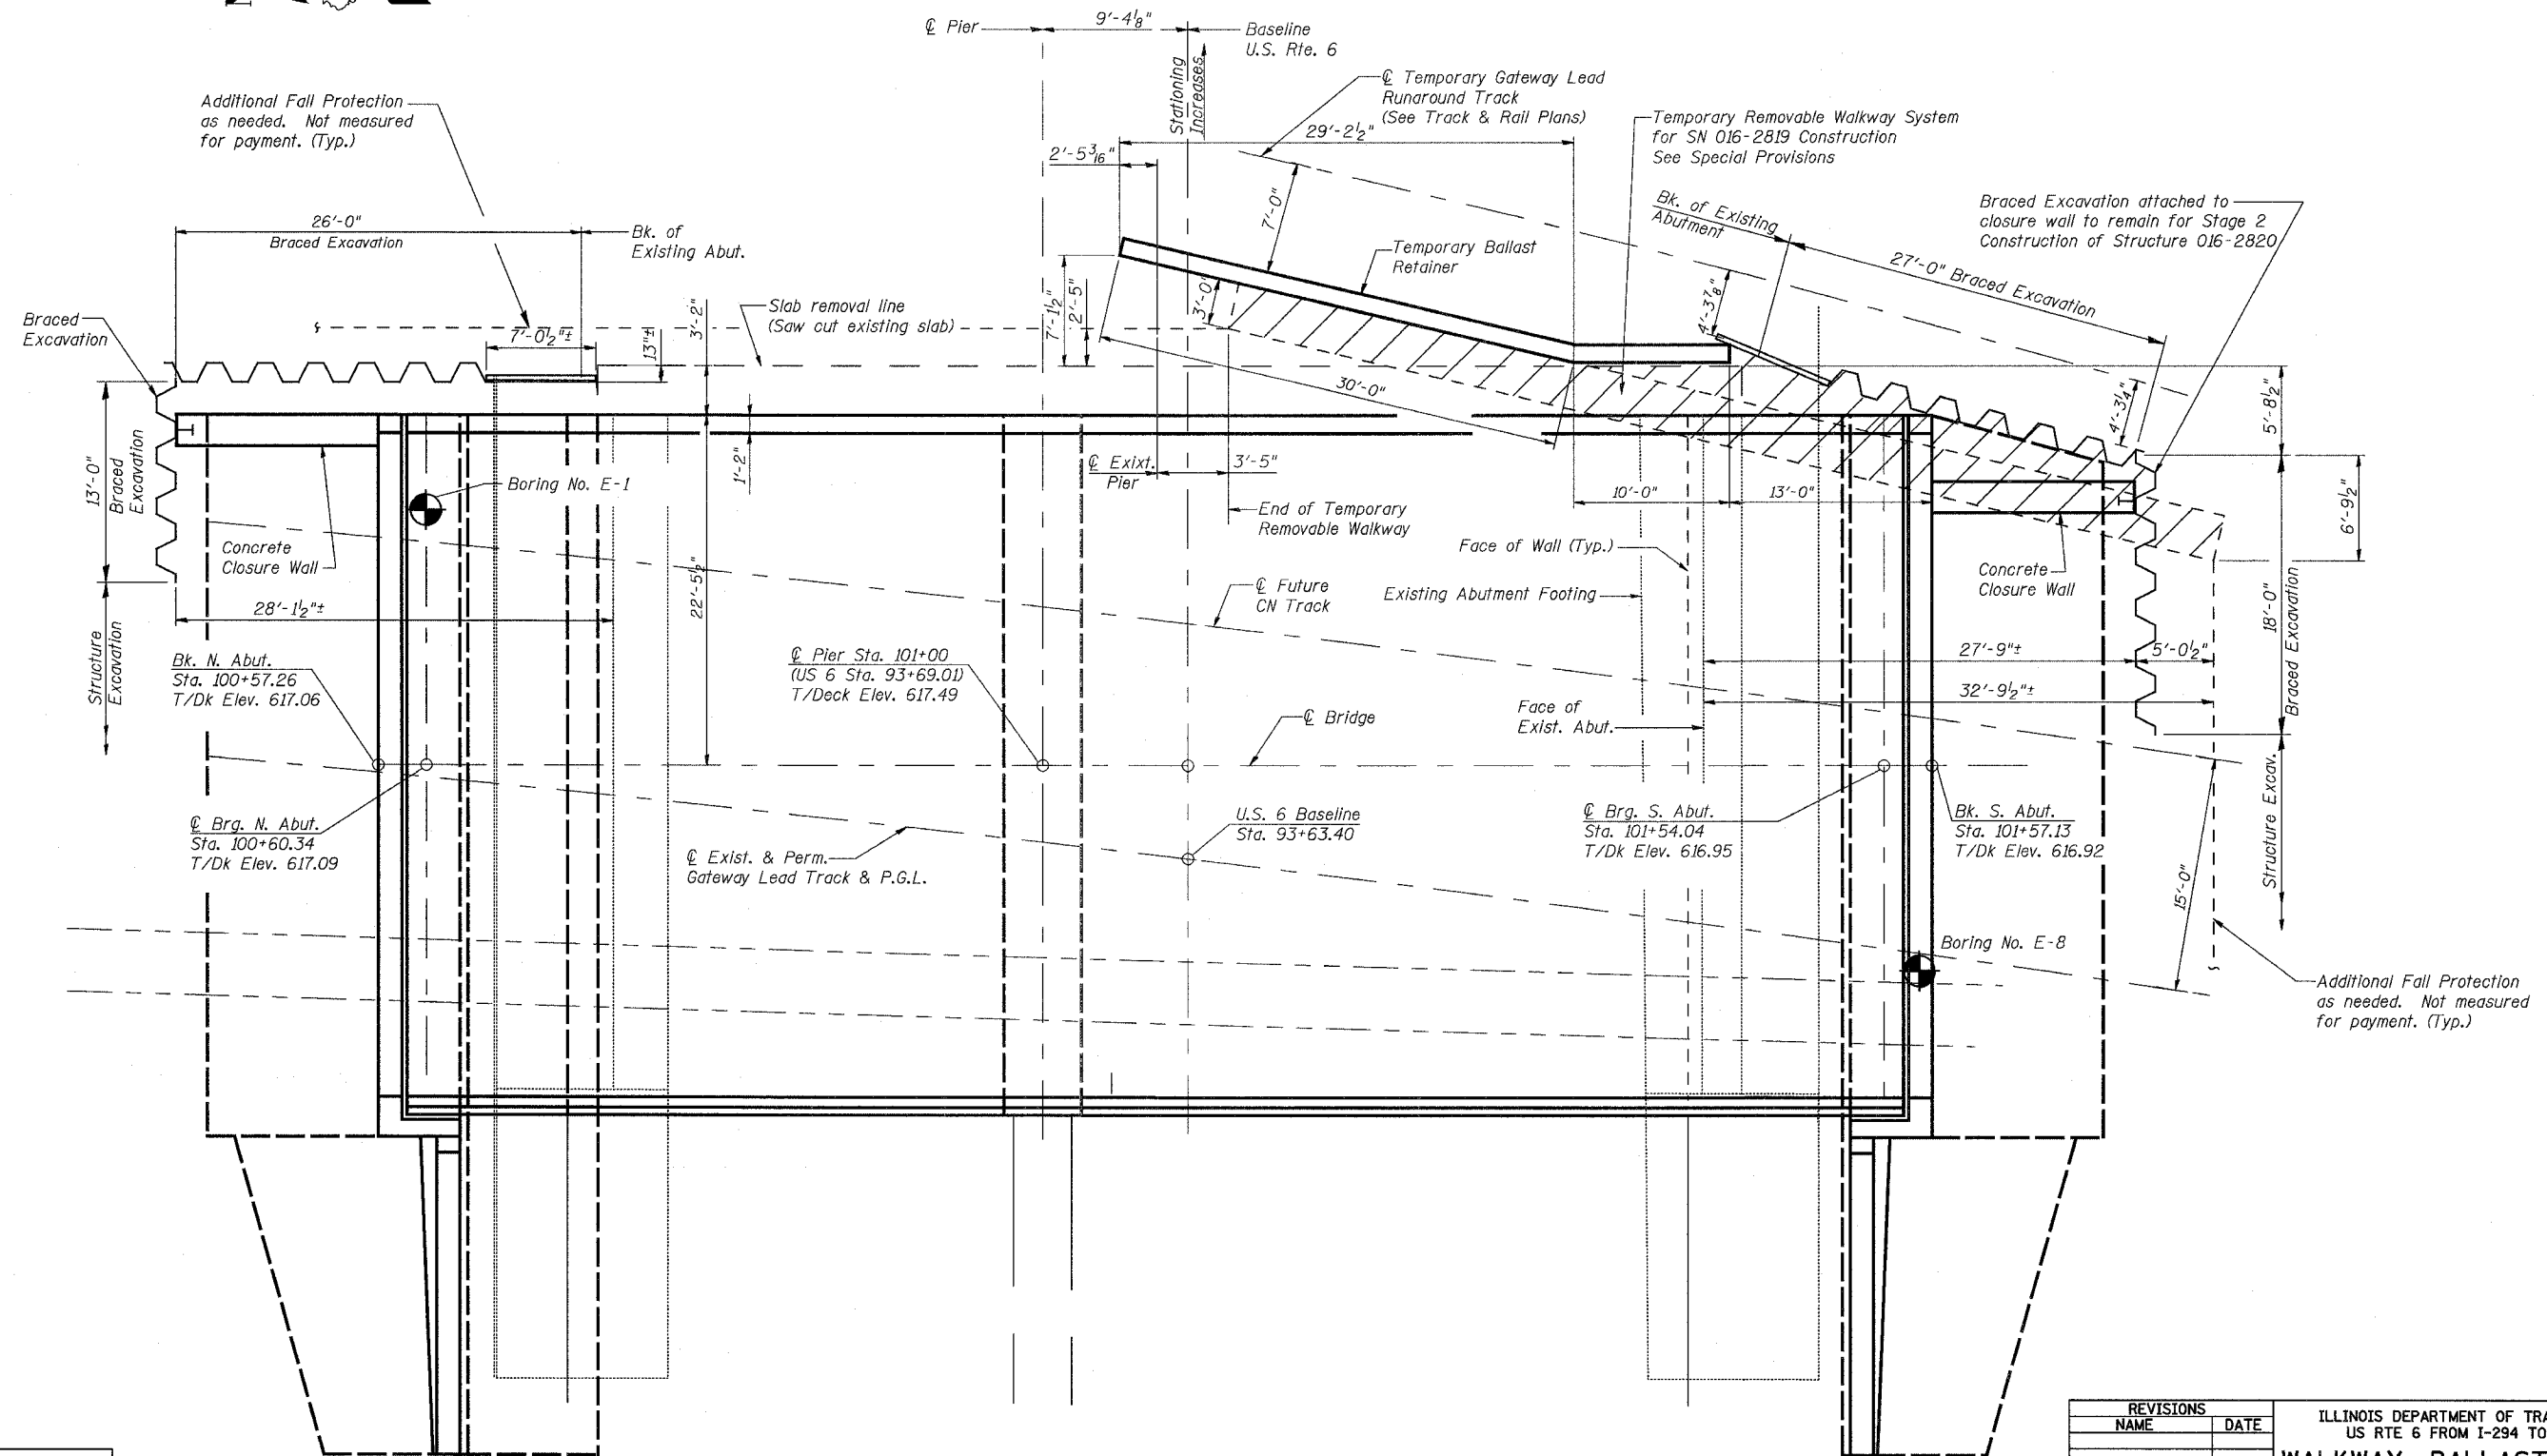 ℄ Pier
9'-4⅛"
Baseline
U.S. Rte. 6
Stationing
Increases
℄ Temporary Gateway Lead
Runaround Track
(See Track & Rail Plans)
29'-2½"
2'-5³⁄₁₆"
Additional Fall Protection
as needed. Not measured
for payment. (Typ.)
Temporary Removable Walkway System
for SN 016-2819 Construction
See Special Provisions
Bk. of Existing
Abutment
Braced Excavation attached to
closure wall to remain for Stage 2
Construction of Structure 016-2820
26'-0"
Braced Excavation
Bk. of
Existing Abut.
7'-0"
Temporary Ballast
Retainer
27'-0" Braced Excavation
Braced
Excavation
Slab removal line
(Saw cut existing slab)
3'-2"
7'-0½"±
13"±
7'-1½"
2'-5"
3'-0"
4'-3⅞"
30'-0"
4'-3¼"
5'-8½"
13'-0"
Braced
Excavation
1'-2"
℄ Exixt.
Pier
3'-5"
10'-0"
13'-0"
6'-9½"
Boring No. E-1
End of Temporary
Removable Walkway
Concrete
Closure Wall
Face of Wall (Typ.)
Concrete
Closure Wall
22'-5½"
℄ Future
CN Track
Existing Abutment Footing
28'-1½"±
18'-0"
Braced Excavation
Structure
Excavation
27'-9"±
5'-0½"
32'-9½"±
Bk. N. Abut.
Sta. 100+57.26
T/Dk Elev. 617.06
℄ Pier Sta. 101+00
(US 6 Sta. 93+69.01)
T/Deck Elev. 617.49
℄ Bridge
Face of
Exist. Abut.
℄ Brg. N. Abut.
Sta. 100+60.34
T/Dk Elev. 617.09
℄ Exist. & Perm.
Gateway Lead Track & P.G.L.
U.S. 6 Baseline
Sta. 93+63.40
℄ Brg. S. Abut.
Sta. 101+54.04
T/Dk Elev. 616.95
Bk. S. Abut.
Sta. 101+57.13
T/Dk Elev. 616.92
Structure Excav.
15'-0"
Boring No. E-8
Additional Fall Protection
as needed. Not measured
for payment. (Typ.)
REVISIONS
NAME DATE
ILLINOIS DEPARTMENT OF TRA
US RTE 6 FROM I-294 TO